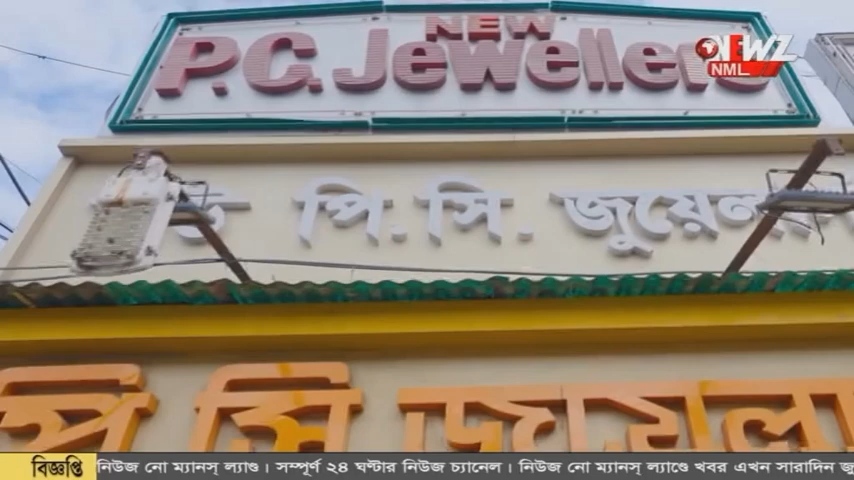 NEW
P.C. Jewellers
NEWZ
NML
পি.সি. জুয়েলা
পি সি জুয়েলা
বিজ্ঞপ্তি
নিউজ নো ম্যানস্ ল্যাণ্ড। সম্পূর্ণ ২৪ ঘণ্টার নিউজ চ্যানেল। নিউজ নো ম্যানস্ ল্যাণ্ডে খবর এখন সারাদিন জু